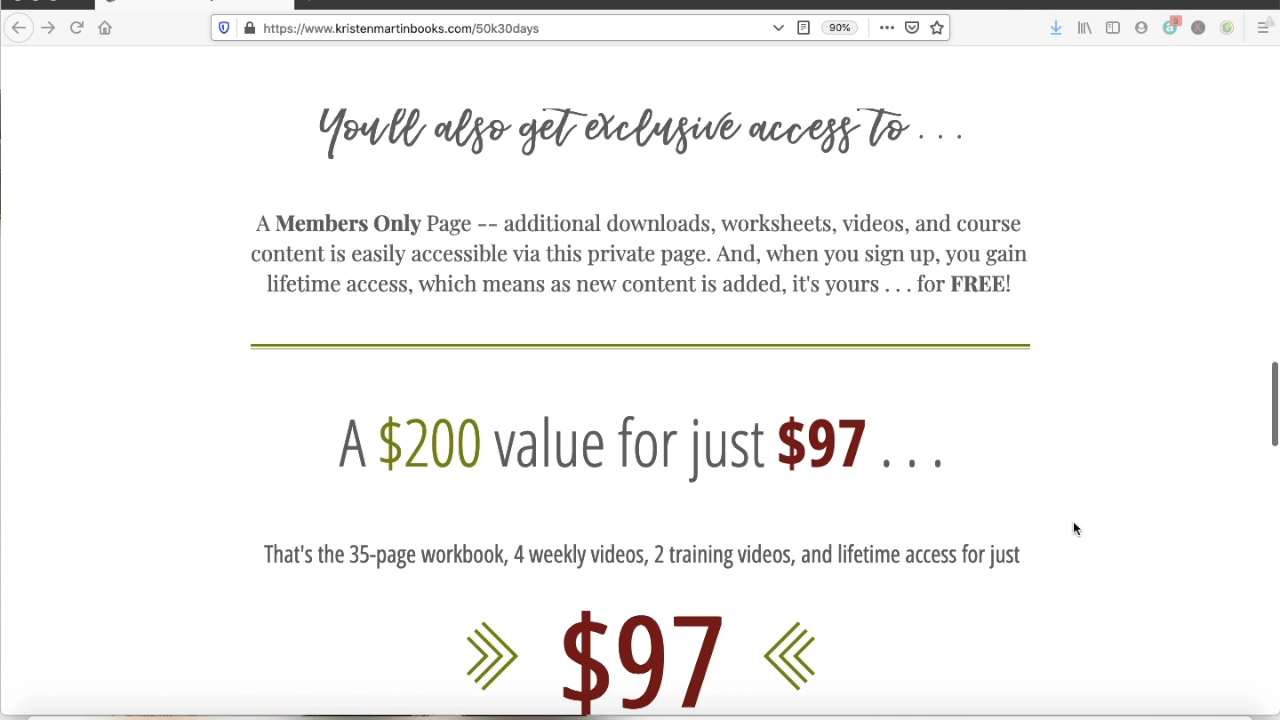 https://www.kristenmartinbooks.com/50k30days
90%
9
You'll also get exclusive access to . . .
A Members Only Page -- additional downloads, worksheets, videos, and course
content is easily accessible via this private page. And, when you sign up, you gain
lifetime access, which means as new content is added, it's yours . . . for FREE!
A $200 value for just $97 . . .
That's the 35-page workbook, 4 weekly videos, 2 training videos, and lifetime access for just
$97